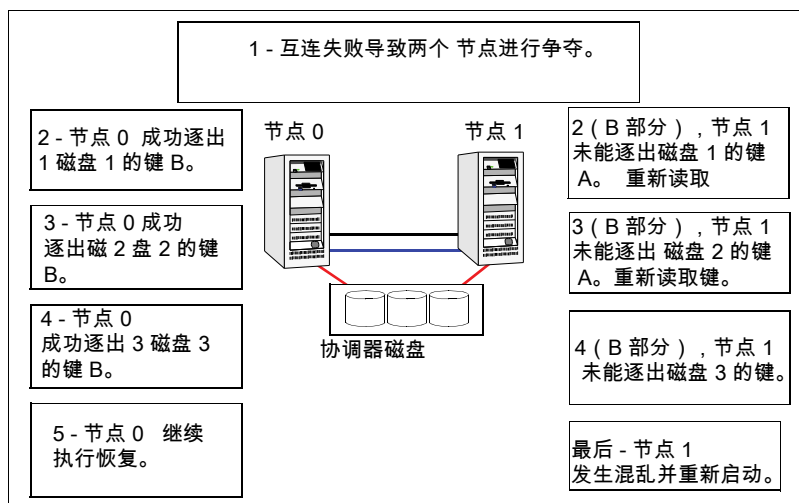 1 - 互连失败导致两个 节点进行争夺。
2 - 节点 0 成功逐出
1 磁盘 1 的键 B。
节点 0
节点 1
2（B 部分），节点 1
未能逐出磁盘 1 的键
A。 重新读取
3 - 节点 0 成功
逐出磁 2 盘 2 的键
B。
3（B 部分），节点 1
未能逐出 磁盘 2 的键
A。重新读取键。
4 - 节点 0
成功逐出 3 磁盘 3
的键 B。
协调器磁盘
4（B 部分），节点 1
未能逐出磁盘 3 的键。
5 - 节点 0 继续
执行恢复。
最后 - 节点 1
发生混乱并重新启动。